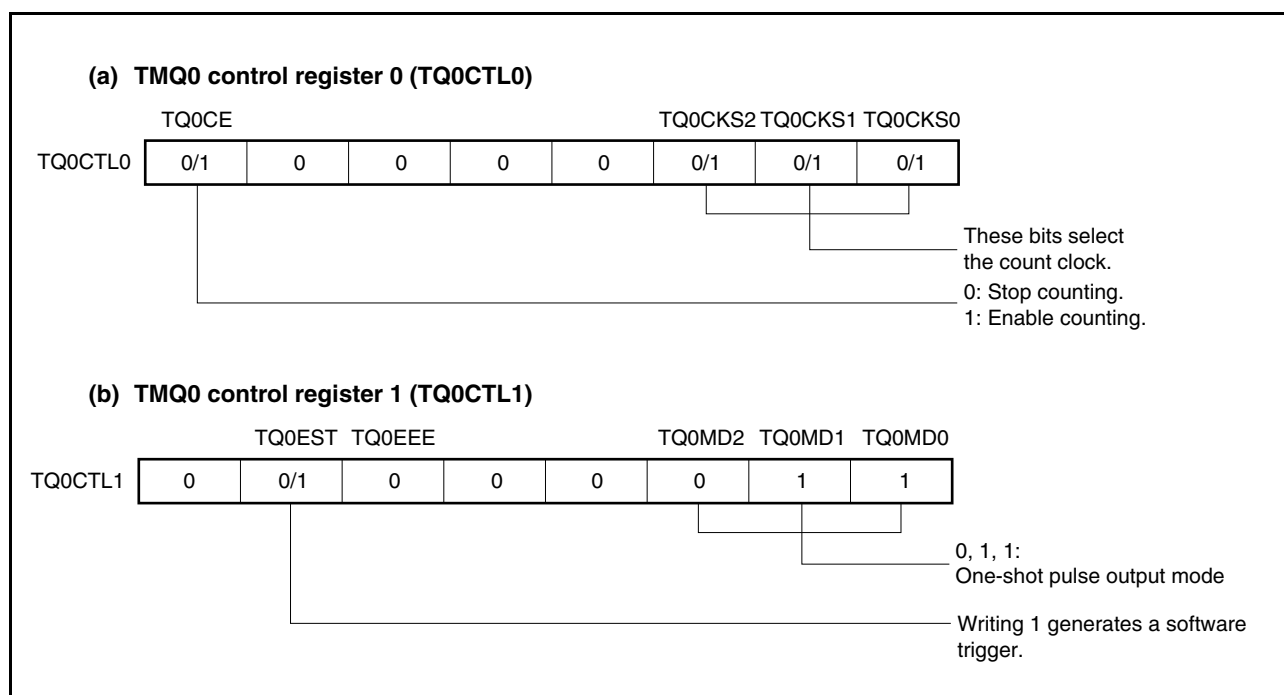 (a) TMQ0 control register 0 (TQ0CTL0)
TQ0CE TQ0CKS2 TQ0CKS1 TQ0CKS0
TQ0CTL0 0/1 0 0 0 0 0/1 0/1 0/1
These bits select
the count clock.
0: Stop counting.
1: Enable counting.
(b) TMQ0 control register 1 (TQ0CTL1)
TQ0EST TQ0EEE TQ0MD2 TQ0MD1 TQ0MD0
TQ0CTL1 0 0/1 0 0 0 0 1 1
0, 1, 1:
One-shot pulse output mode
Writing 1 generates a software
trigger.